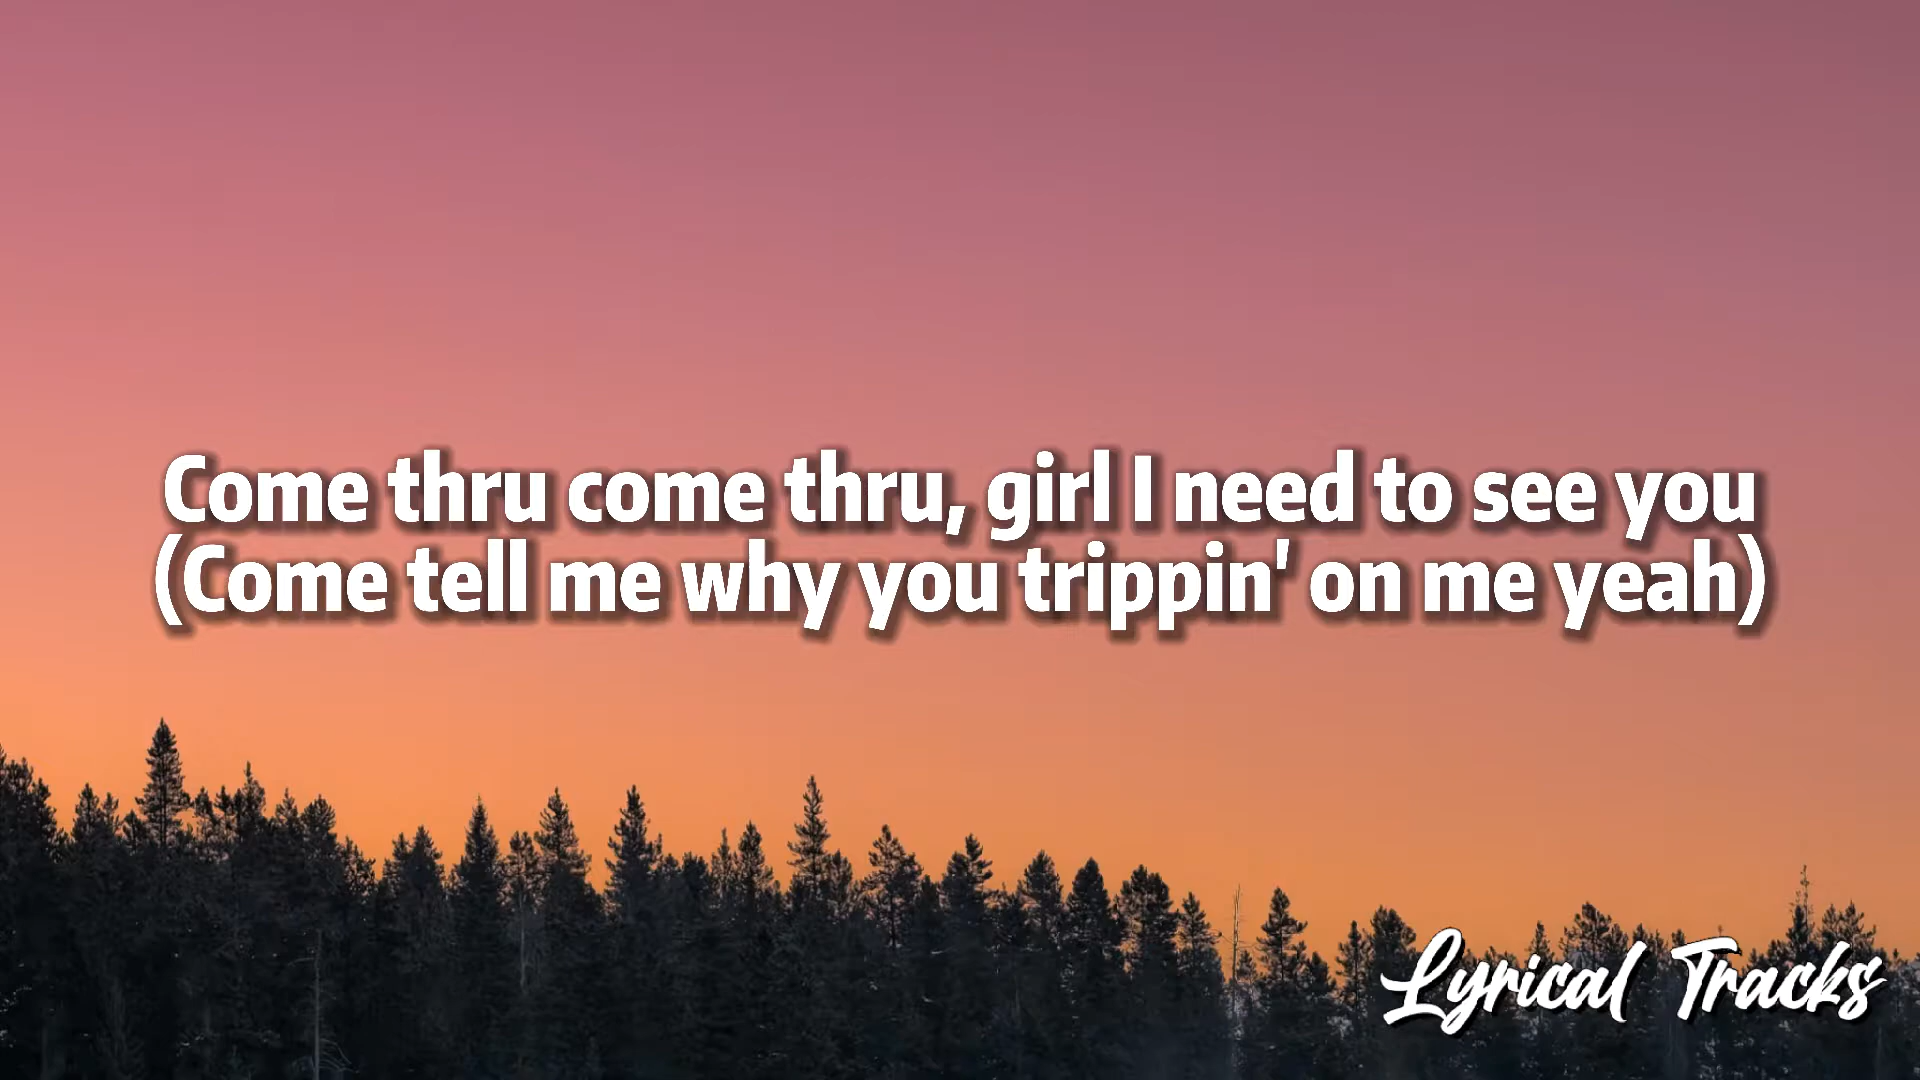 Come thru come thru, girl I need to see you
(Come tell me why you trippin' on me yeah)
Lyrical Tracks